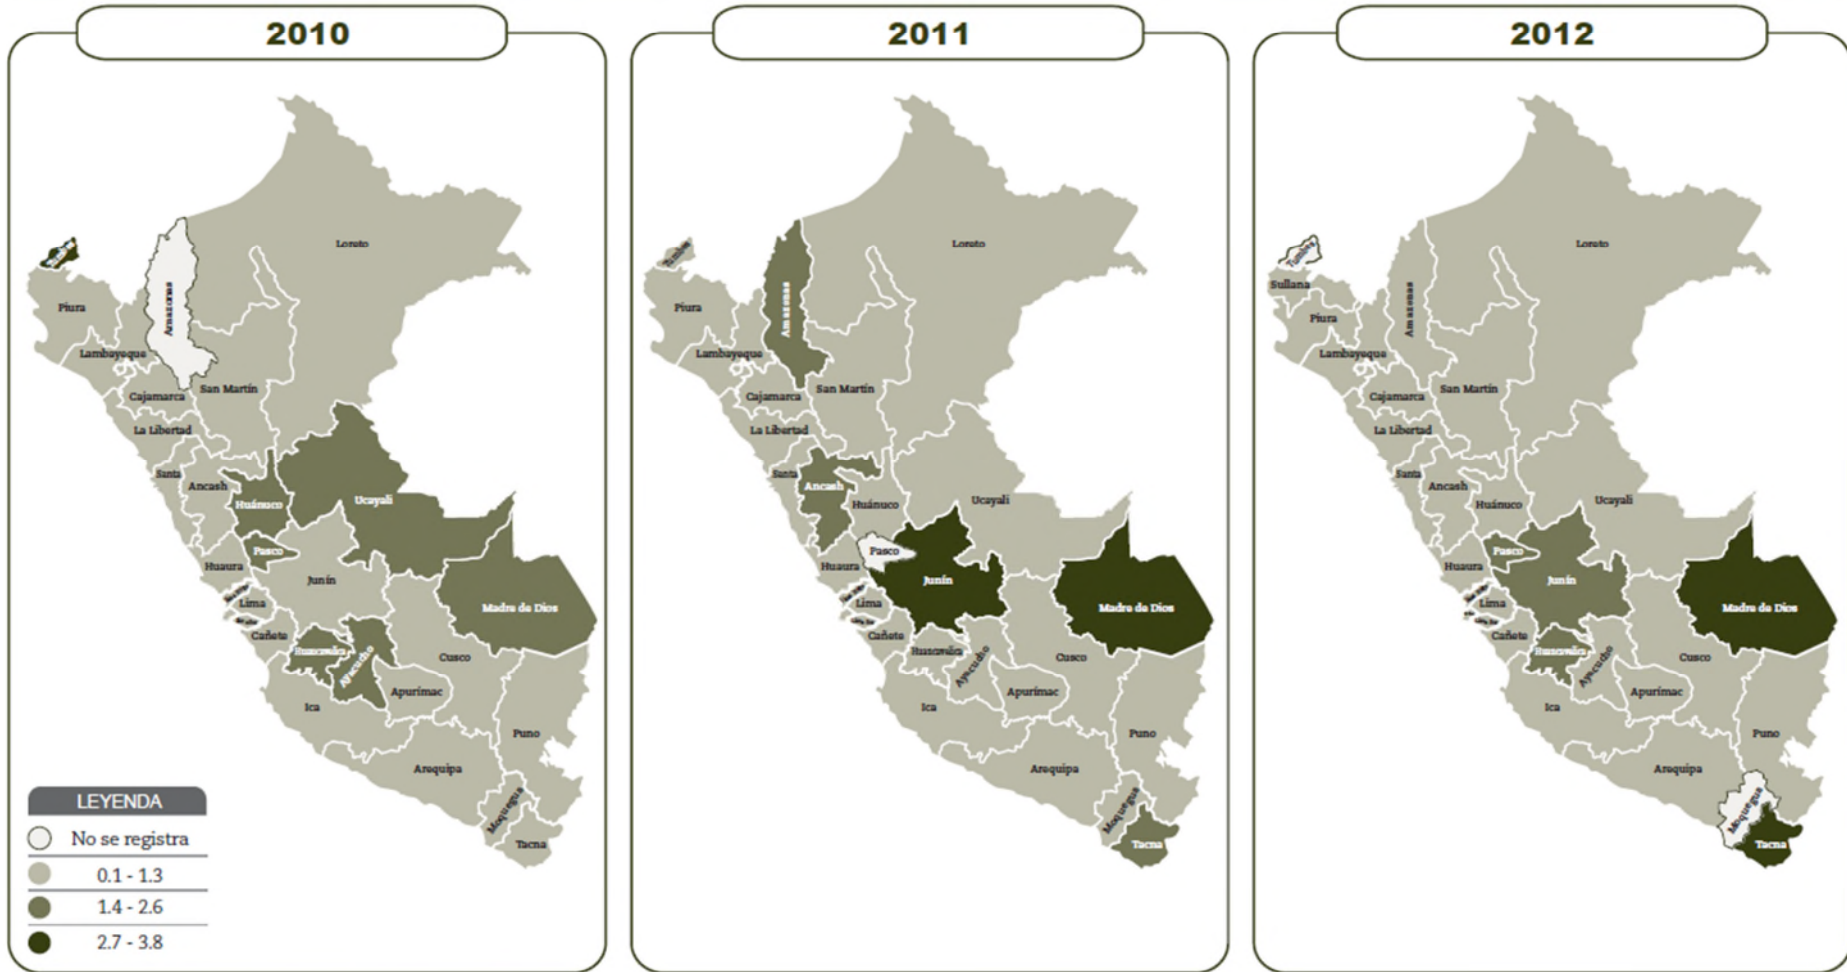 2010
Loreto
Tumbes
Piura
Amazonas
Lambayeque
San Martín
Cajamarca
La Libertad
Santa
Ancash
Huánuco
Ucayali
Pasco
Huaura
Junín
Lima
Madre de Dios
Cañete
Huancavelica
Ayacucho
Cusco
Apurímac
Ica
Puno
Arequipa
Moquegua
Tacna
LEYENDA
No se registra
0.1 - 1.3
1.4 - 2.6
2.7 - 3.8
2011
Loreto
Tumbes
Piura
Amazonas
Lambayeque
San Martín
Cajamarca
La Libertad
Santa
Ancash
Huánuco
Ucayali
Pasco
Huaura
Junín
Lima
Madre de Dios
Cañete
Huancavelica
Ayacucho
Cusco
Apurímac
Ica
Puno
Arequipa
Moquegua
Tacna
2012
Loreto
Tumbes
Sullana
Piura
Amazonas
Lambayeque
San Martín
Cajamarca
La Libertad
Santa
Ancash
Huánuco
Ucayali
Pasco
Huaura
Junín
Lima
Madre de Dios
Cañete
Huancavelica
Ayacucho
Cusco
Apurímac
Ica
Puno
Arequipa
Moquegua
Tacna